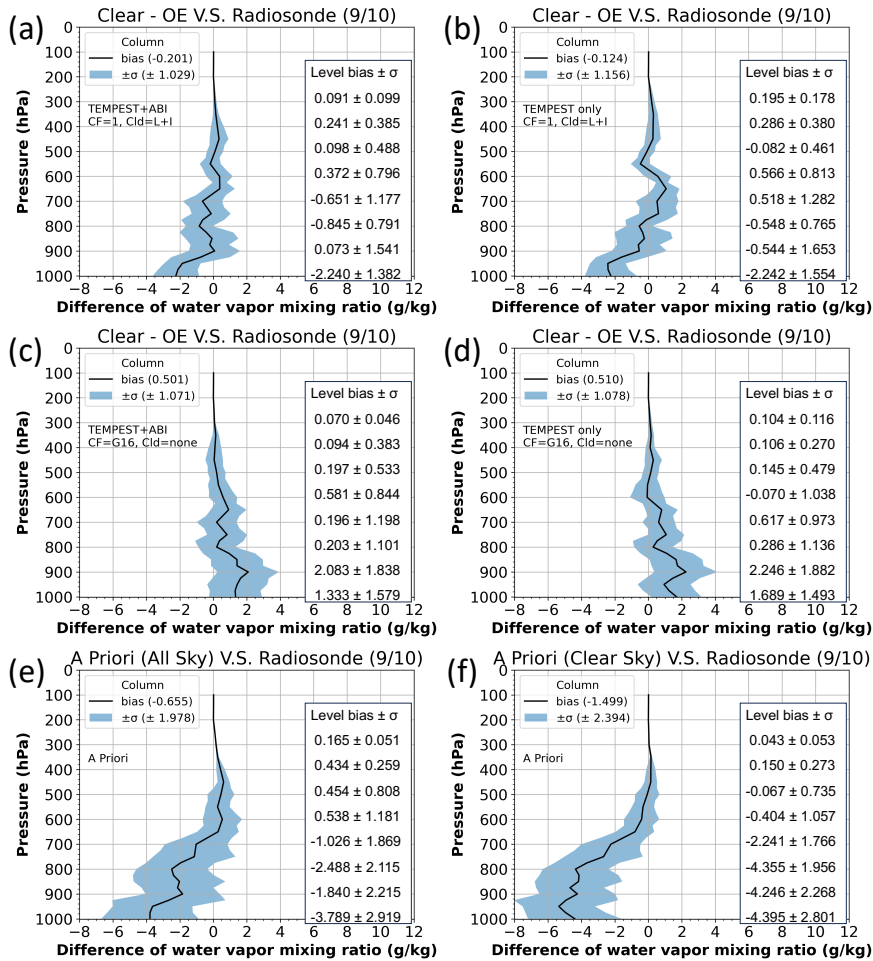 (a)
Clear - OE V.S. Radiosonde (9/10)
Column
bias (-0.201)
±σ (± 1.029)
TEMPEST+ABI
CF=1, Cld=L+I
Level bias ± σ
0.091 ± 0.099
0.241 ± 0.385
0.098 ± 0.488
0.372 ± 0.796
-0.651 ± 1.177
-0.845 ± 0.791
0.073 ± 1.541
-2.240 ± 1.382
0
100
200
300
400
500
600
700
800
900
1000
Pressure (hPa)
−8 −6 −4 −2 0 2 4 6 8 10 12
Difference of water vapor mixing ratio (g/kg)
(b)
Clear - OE V.S. Radiosonde (9/10)
Column
bias (-0.124)
±σ (± 1.156)
TEMPEST only
CF=1, Cld=L+I
Level bias ± σ
0.195 ± 0.178
0.286 ± 0.380
-0.082 ± 0.461
0.566 ± 0.813
0.518 ± 1.282
-0.548 ± 0.765
-0.544 ± 1.653
-2.242 ± 1.554
0
100
200
300
400
500
600
700
800
900
1000
Pressure (hPa)
−8 −6 −4 −2 0 2 4 6 8 10 12
Difference of water vapor mixing ratio (g/kg)
(c)
Clear - OE V.S. Radiosonde (9/10)
Column
bias (0.501)
±σ (± 1.071)
TEMPEST+ABI
CF=G16, Cld=none
Level bias ± σ
0.070 ± 0.046
0.094 ± 0.383
0.197 ± 0.533
0.581 ± 0.844
0.196 ± 1.198
0.203 ± 1.101
2.083 ± 1.838
1.333 ± 1.579
0
100
200
300
400
500
600
700
800
900
1000
Pressure (hPa)
−8 −6 −4 −2 0 2 4 6 8 10 12
Difference of water vapor mixing ratio (g/kg)
(d)
Clear - OE V.S. Radiosonde (9/10)
Column
bias (0.510)
±σ (± 1.078)
TEMPEST only
CF=G16, Cld=none
Level bias ± σ
0.104 ± 0.116
0.106 ± 0.270
0.145 ± 0.479
-0.070 ± 1.038
0.617 ± 0.973
0.286 ± 1.136
2.246 ± 1.882
1.689 ± 1.493
0
100
200
300
400
500
600
700
800
900
1000
Pressure (hPa)
−8 −6 −4 −2 0 2 4 6 8 10 12
Difference of water vapor mixing ratio (g/kg)
(e)
A Priori (All Sky) V.S. Radiosonde (9/10)
Column
bias (-0.655)
±σ (± 1.978)
A Priori
Level bias ± σ
0.165 ± 0.051
0.434 ± 0.259
0.454 ± 0.808
0.538 ± 1.181
-1.026 ± 1.869
-2.488 ± 2.115
-1.840 ± 2.215
-3.789 ± 2.919
0
100
200
300
400
500
600
700
800
900
1000
Pressure (hPa)
−8 −6 −4 −2 0 2 4 6 8 10 12
Difference of water vapor mixing ratio (g/kg)
(f)
A Priori (Clear Sky) V.S. Radiosonde (9/10)
Column
bias (-1.499)
±σ (± 2.394)
A Priori
Level bias ± σ
0.043 ± 0.053
0.150 ± 0.273
-0.067 ± 0.735
-0.404 ± 1.057
-2.241 ± 1.766
-4.355 ± 1.956
-4.246 ± 2.268
-4.395 ± 2.801
0
100
200
300
400
500
600
700
800
900
1000
Pressure (hPa)
−8 −6 −4 −2 0 2 4 6 8 10 12
Difference of water vapor mixing ratio (g/kg)